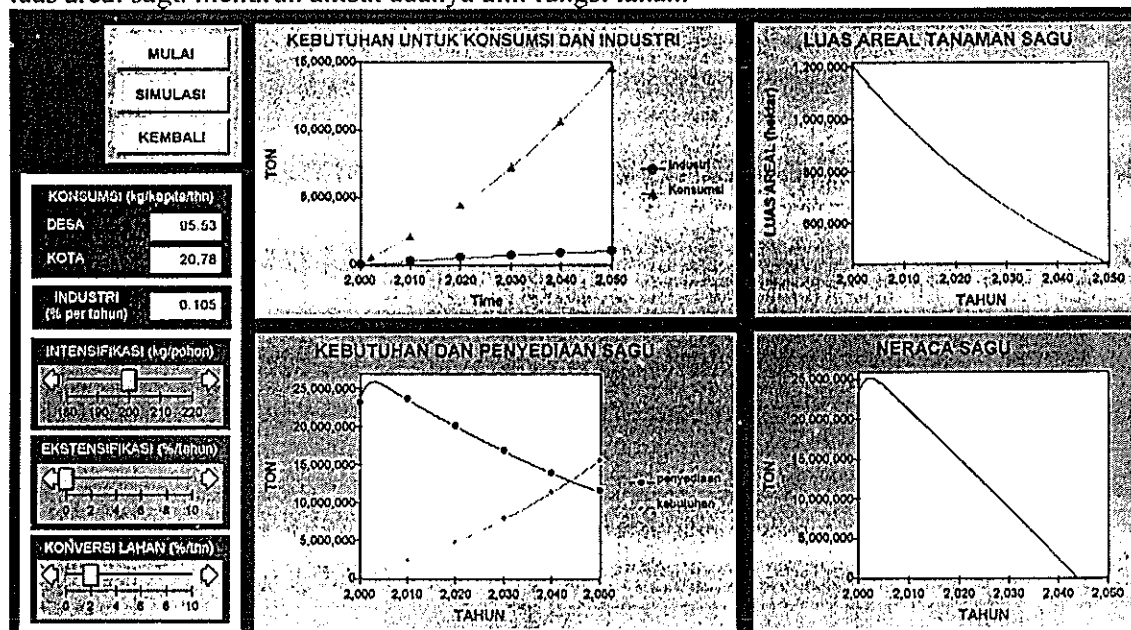 luas areal sagu menurun akibat adanya alih fungsi lahan.
MULAI
SIMULASI
KEMBALI
KONSUMSI (kg/kapita/thn)
DESA 95.53
KOTA 20.78
INDUSTRI
(% per tahun) 0.105
INTENSIFIKASI (kg/pohon)
180 190 200 210 220
EKSTENSIFIKASI (%/tahun)
0 2 4 6 8 10
KONVERSI LAHAN (%/thn)
0 2 4 6 8 10
KEBUTUHAN UNTUK KONSUMSI DAN INDUSTRI
TON
15,000,000
10,000,000
5,000,000
0
2,000 2,010 2,020 2,030 2,040 2,050
Time
Industri
Konsumsi
LUAS AREAL TANAMAN SAGU
LUAS AREAL (hektar)
1,200,000
1,000,000
800,000
600,000
2,000 2,010 2,020 2,030 2,040 2,050
TAHUN
KEBUTUHAN DAN PENYEDIAAN SAGU
TON
25,000,000
20,000,000
15,000,000
10,000,000
5,000,000
0
2,000 2,010 2,020 2,030 2,040 2,050
TAHUN
penyediaan
kebutuhan
NERACA SAGU
TON
25,000,000
20,000,000
15,000,000
10,000,000
5,000,000
0
2,000 2,010 2,020 2,030 2,040 2,050
TAHUN